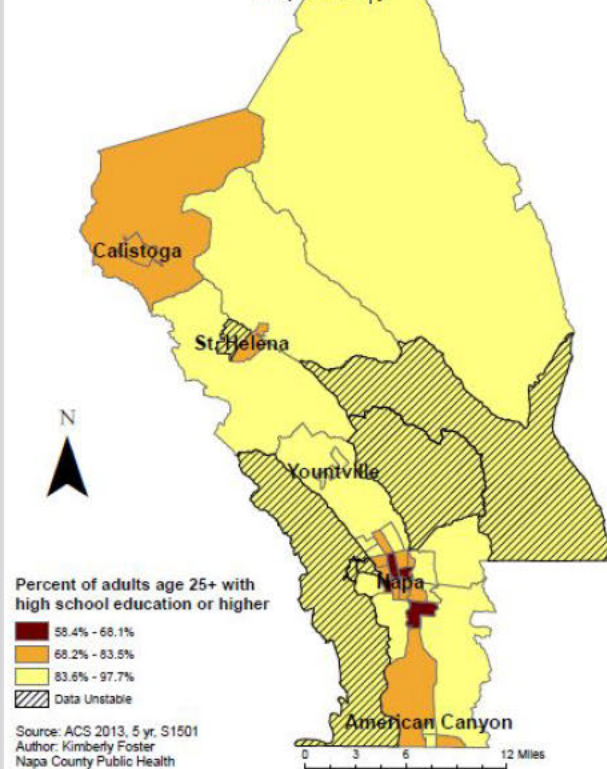 Calistoga
St. Helena
N
Yountville
Napa
Percent of adults age 25+ with
high school education or higher
58.4% - 68.1%
68.2% - 83.5%
83.6% - 97.7%
Data Unstable
American Canyon
Source: ACS 2013, 5 yr, S1501
Author: Kimberly Foster
Napa County Public Health
0 3 6 12 Miles